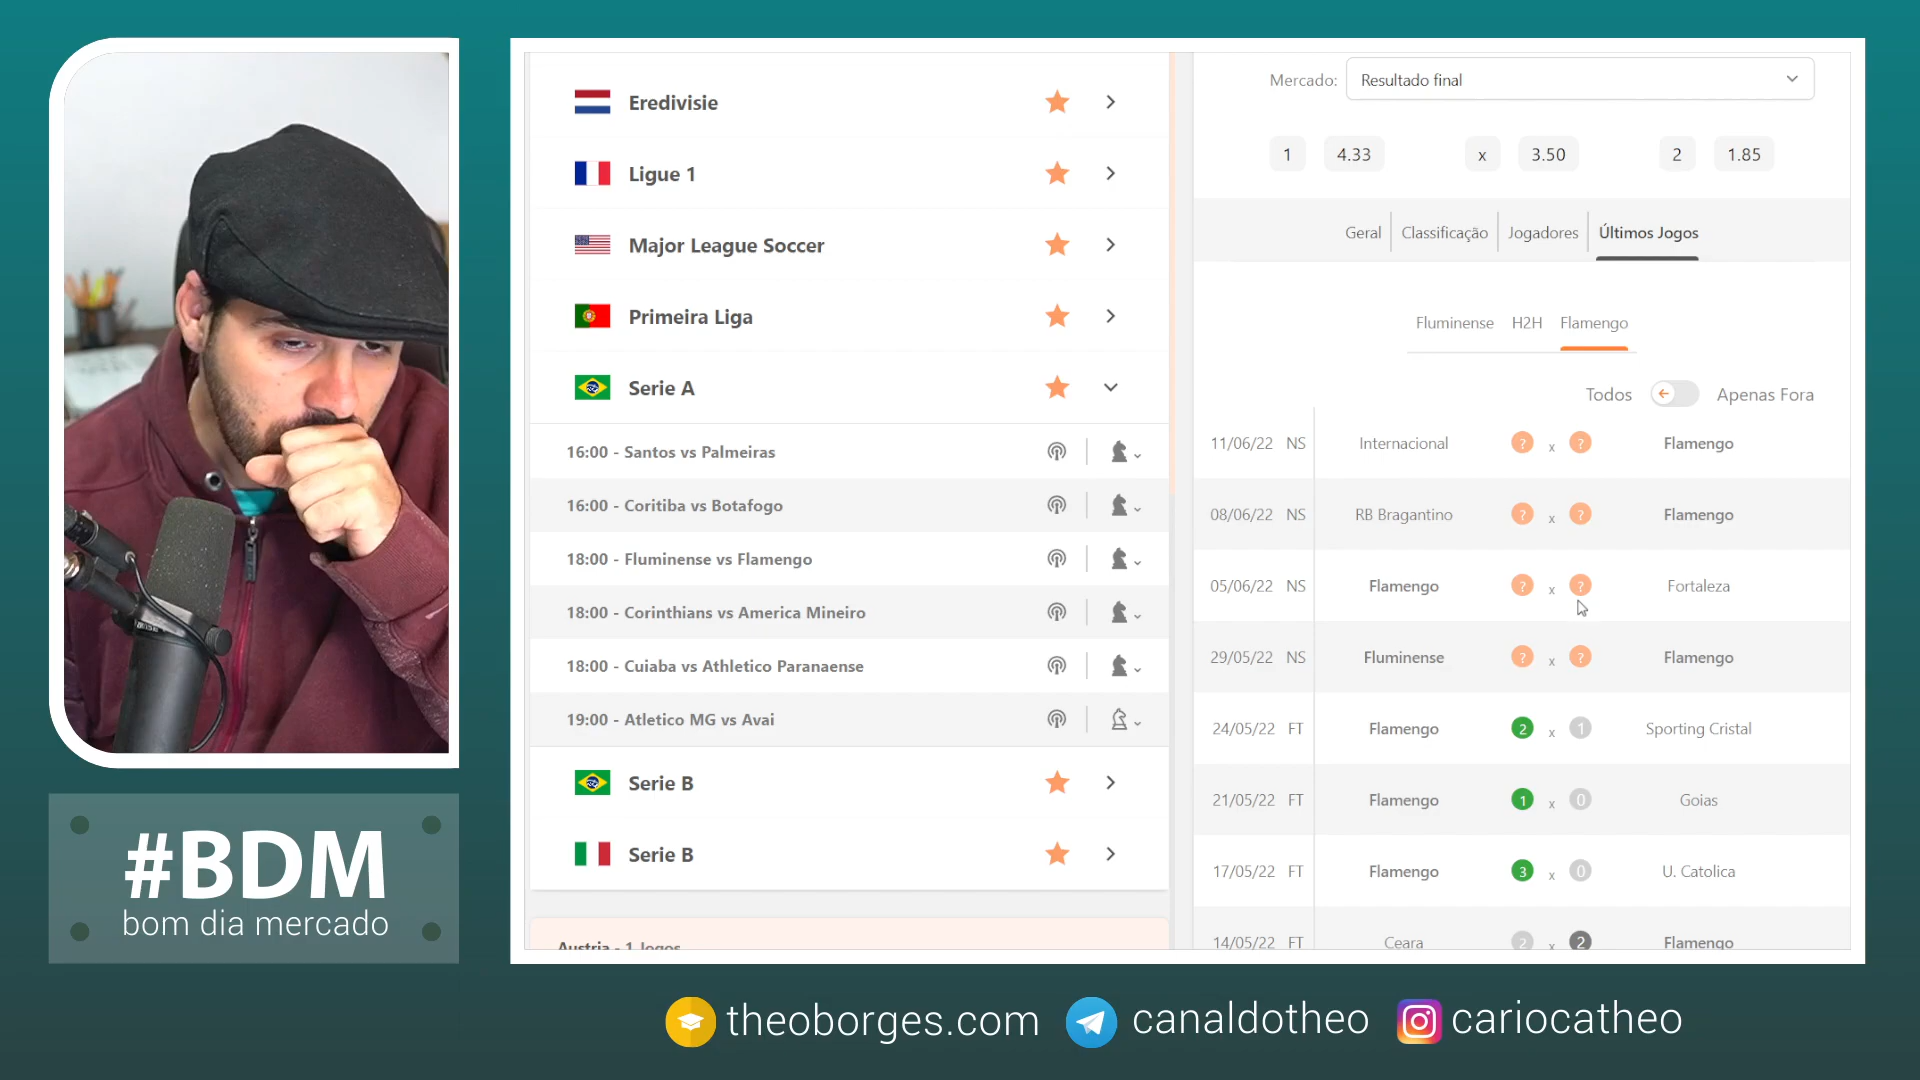 #BDM
bom dia mercado
Eredivisie
Ligue 1
Major League Soccer
Primeira Liga
Serie A
16:00 - Santos vs Palmeiras
16:00 - Coritiba vs Botafogo
18:00 - Fluminense vs Flamengo
18:00 - Corinthians vs America Mineiro
18:00 - Cuiaba vs Athletico Paranaense
19:00 - Atletico MG vs Avai
Serie B
Serie B
Austria - 1 Jogos
Mercado: Resultado final
1 4.33 x 3.50 2 1.85
Geral Classificação Jogadores Últimos Jogos
Fluminense H2H Flamengo
Todos Apenas Fora
11/06/22 NS Internacional ? x ? Flamengo
08/06/22 NS RB Bragantino ? x ? Flamengo
05/06/22 NS Flamengo ? x ? Fortaleza
29/05/22 NS Fluminense ? x ? Flamengo
24/05/22 FT Flamengo 2 x 1 Sporting Cristal
21/05/22 FT Flamengo 1 x 0 Goias
17/05/22 FT Flamengo 3 x 0 U. Catolica
14/05/22 FT Ceara 2 x 2 Flamengo
theoborges.com canaldotheo cariocatheo